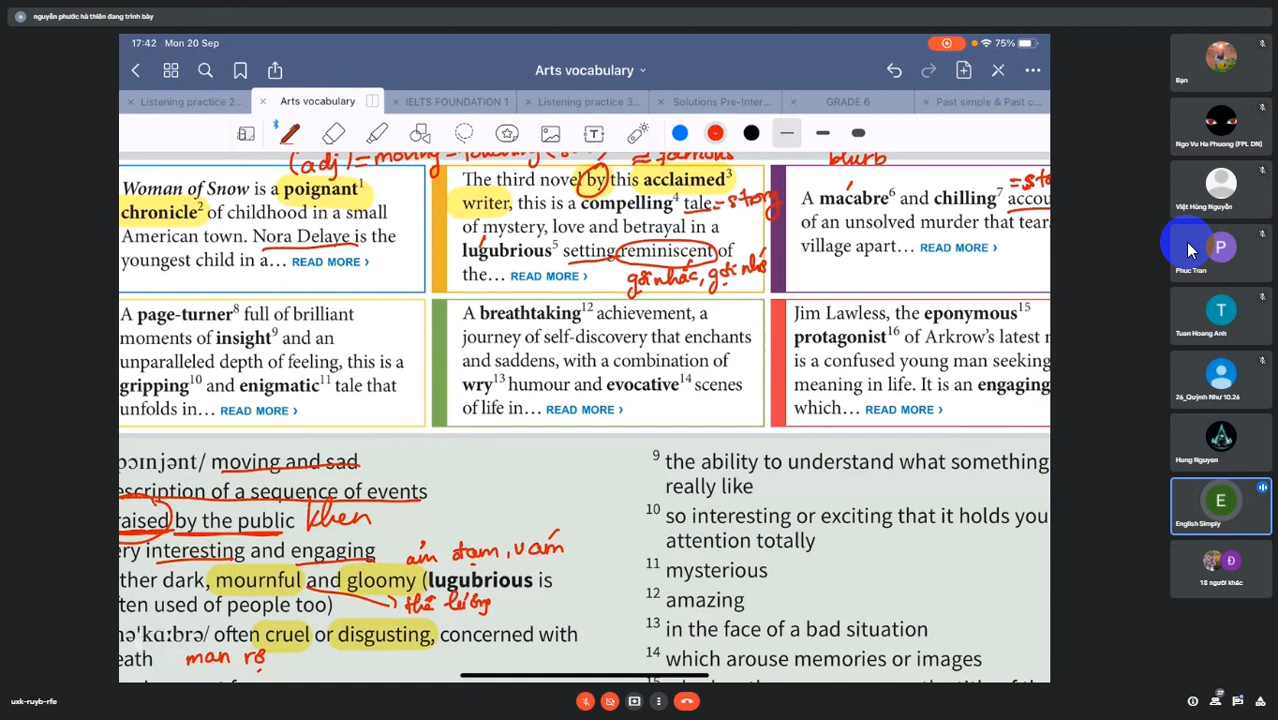 nguyễn phước hà thiên đang trình bày
17:42 Mon 20 Sep
75%
Arts vocabulary
Listening practice 2...
Arts vocabulary
IELTS FOUNDATION 1
Listening practice 3...
Solutions Pre-Inter...
GRADE 6
Past simple & Past c...
(adj) = moving = touching
≈ famous
blurb
Woman of Snow is a poignant1
chronicle2 of childhood in a small
American town. Nora Delaye is the
youngest child in a... READ MORE ›
The third novel by this acclaimed3
writer, this is a compelling4 tale = story
of mystery, love and betrayal in a
lugubrious5 setting reminiscent of
the... READ MORE ›
gợi nhắc, gợi nhớ
A macabre6 and chilling7 accou
of an unsolved murder that tear
village apart... READ MORE ›
A page-turner8 full of brilliant
moments of insight9 and an
unparalleled depth of feeling, this is a
gripping10 and enigmatic11 tale that
unfolds in... READ MORE ›
A breathtaking12 achievement, a
journey of self-discovery that enchants
and saddens, with a combination of
wry13 humour and evocative14 scenes
of life in... READ MORE ›
Jim Lawless, the eponymous15
protagonist16 of Arkrow's latest
is a confused young man seeking
meaning in life. It is an engaging
which... READ MORE ›
pɔɪnjənt/ moving and sad
escription of a sequence of events
raised by the public khen
ery interesting and engaging
ảm đạm, u ám
ther dark, mournful and gloomy (lugubrious is
ften used of people too)
thê lương
mə'kɑːbrə/ often cruel or disgusting, concerned with
eath man rợ
9 the ability to understand what something
really like
10 so interesting or exciting that it holds you
attention totally
11 mysterious
12 amazing
13 in the face of a bad situation
14 which arouse memories or images
Bạn
Ngo Vu Ha Phuong (FPL DN)
Việt Hùng Nguyễn
P
Phuc Tran
T
Tuan Hoang Anh
26_Quỳnh Như 10.26
Hung Nguyen
E
English Simply
Đ
18 người khác
uxk-ruyb-rfe
27